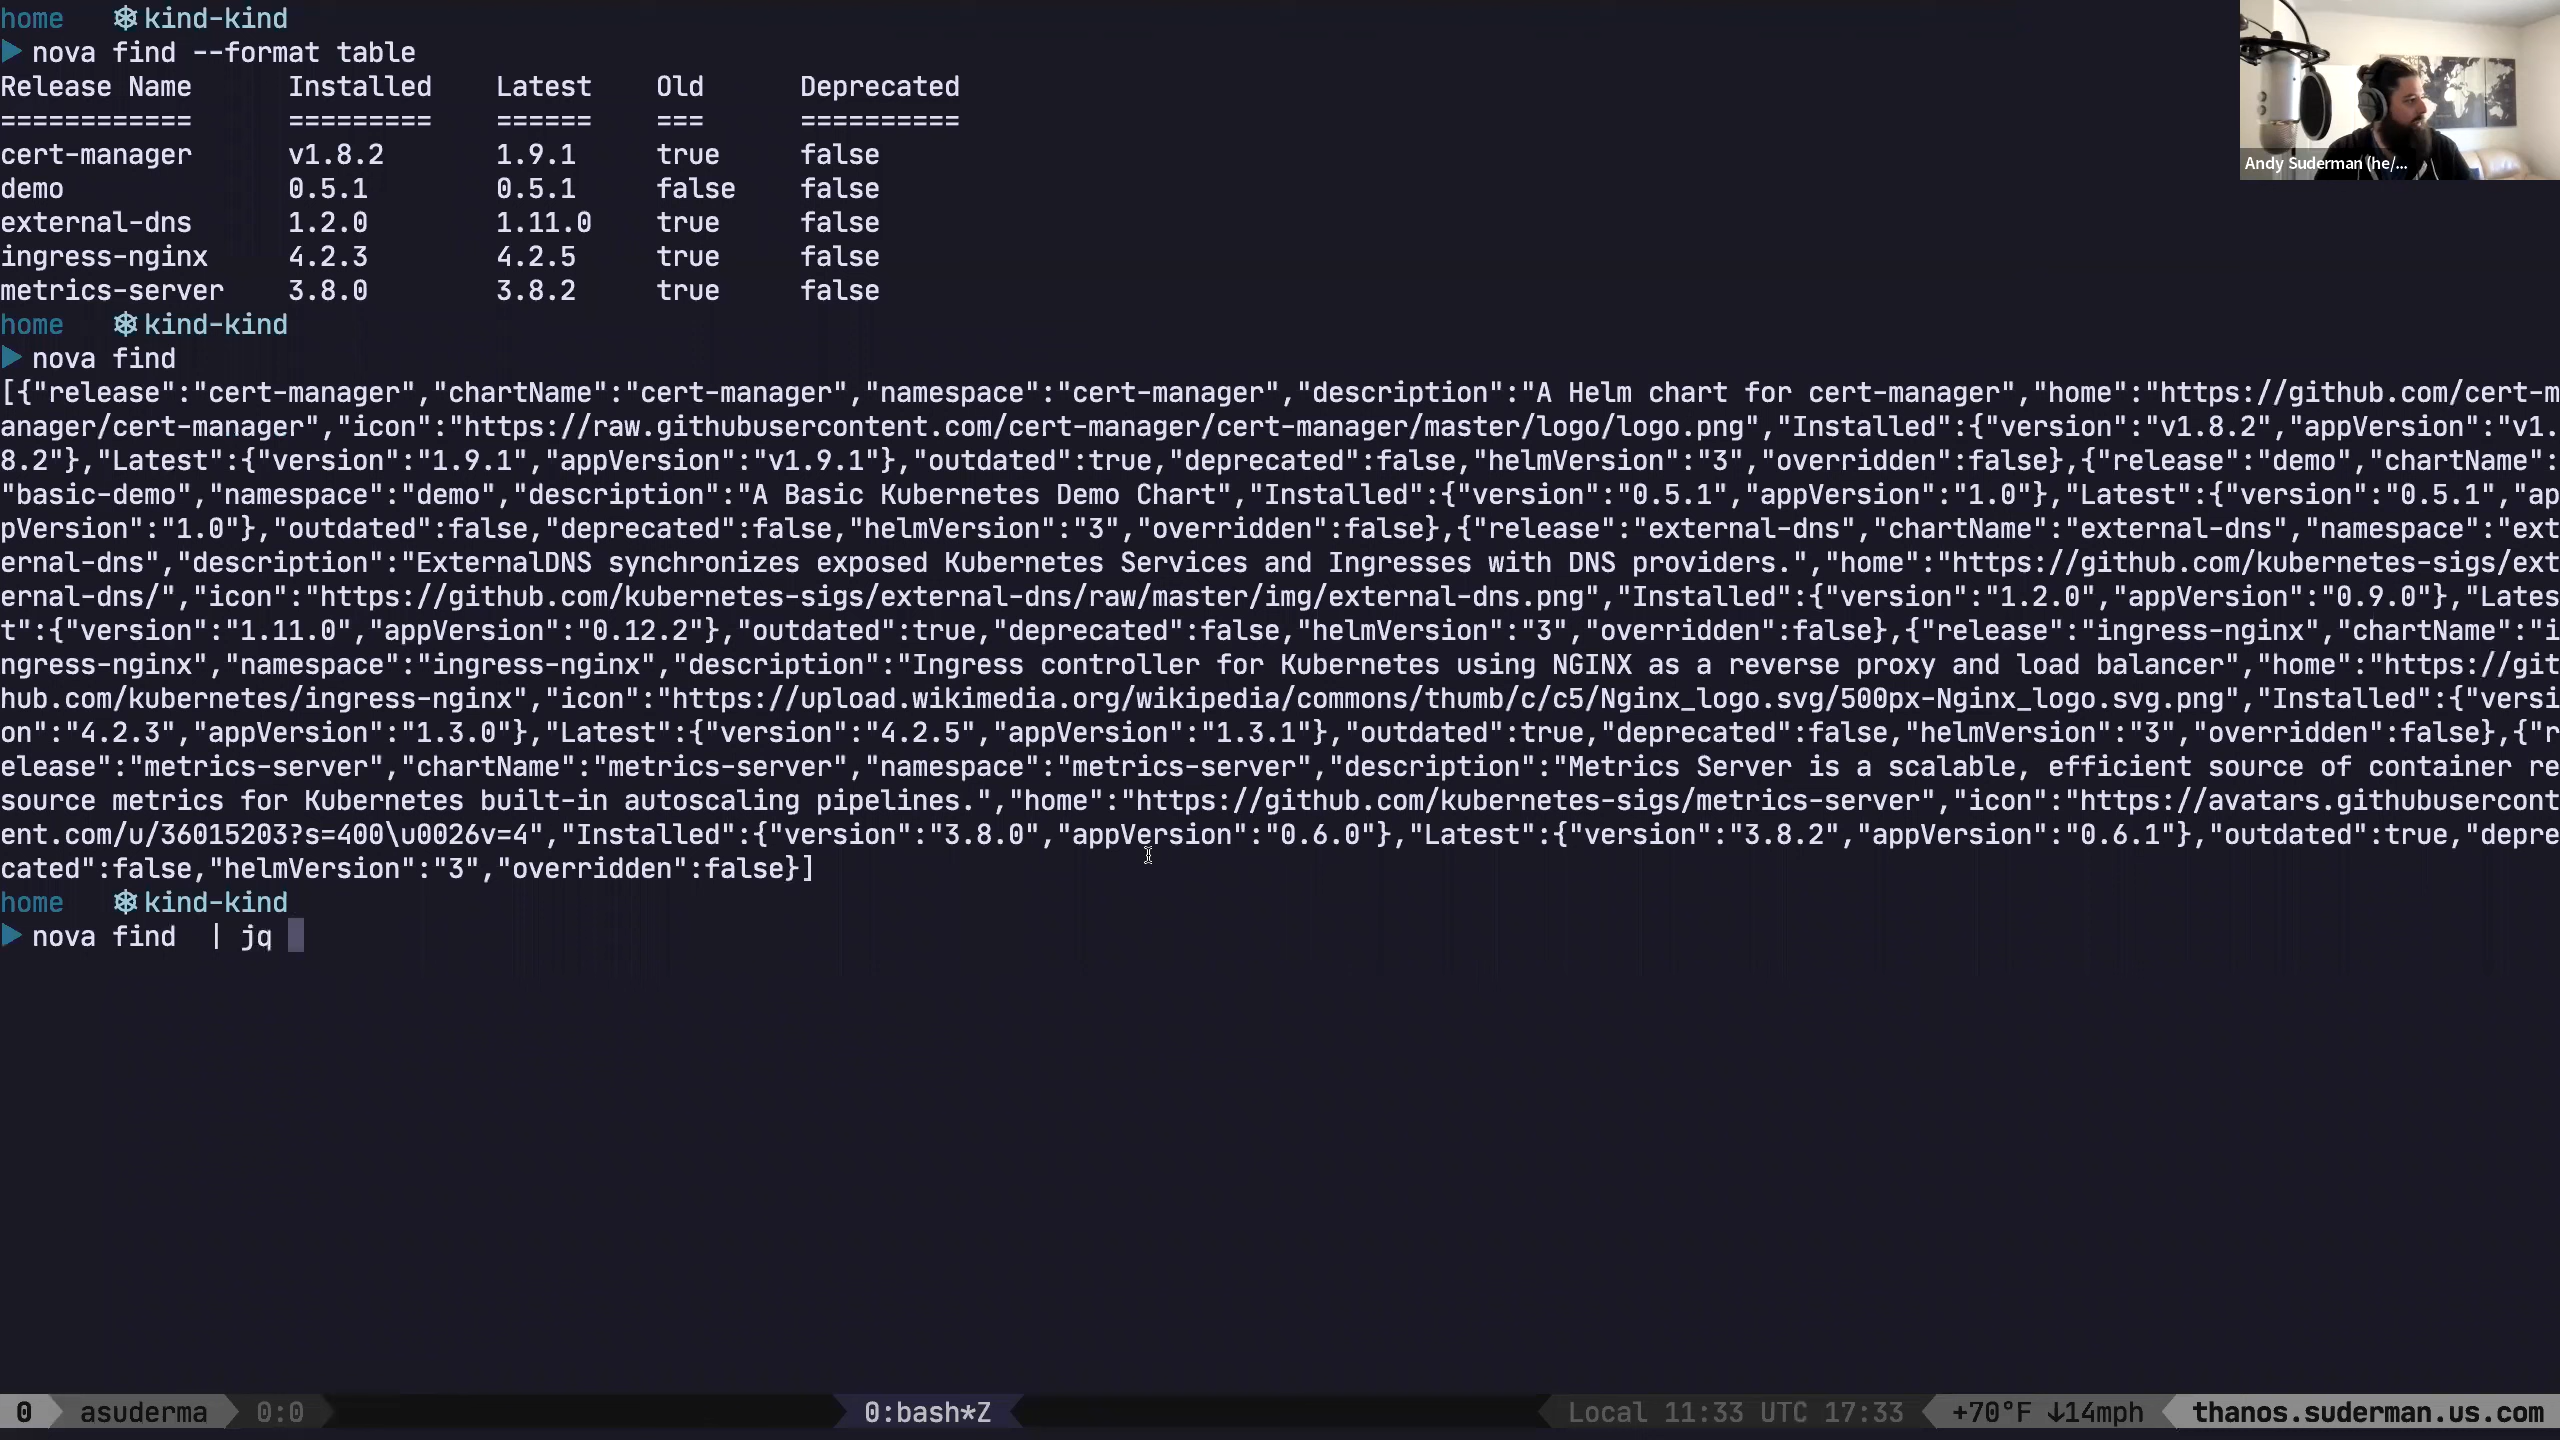 home ⎈ kind-kind
▶ nova find --format table
Release Name    Installed    Latest    Old    Deprecated
============    =========    ======    ===    ==========
cert-manager    v1.8.2    1.9.1    true    false
demo    0.5.1    0.5.1    false    false
external-dns    1.2.0    1.11.0    true    false
ingress-nginx    4.2.3    4.2.5    true    false
metrics-server    3.8.0    3.8.2    true    false
home ⎈ kind-kind
▶ nova find
[{"release":"cert-manager","chartName":"cert-manager","namespace":"cert-manager","description":"A Helm chart for cert-manager","home":"https://github.com/cert-m
anager/cert-manager","icon":"https://raw.githubusercontent.com/cert-manager/cert-manager/master/logo/logo.png","Installed":{"version":"v1.8.2","appVersion":"v1.
8.2"},"Latest":{"version":"1.9.1","appVersion":"v1.9.1"},"outdated":true,"deprecated":false,"helmVersion":"3","overridden":false},{"release":"demo","chartName":
"basic-demo","namespace":"demo","description":"A Basic Kubernetes Demo Chart","Installed":{"version":"0.5.1","appVersion":"1.0"},"Latest":{"version":"0.5.1","ap
pVersion":"1.0"},"outdated":false,"deprecated":false,"helmVersion":"3","overridden":false},{"release":"external-dns","chartName":"external-dns","namespace":"ext
ernal-dns","description":"ExternalDNS synchronizes exposed Kubernetes Services and Ingresses with DNS providers.","home":"https://github.com/kubernetes-sigs/ext
ernal-dns/","icon":"https://github.com/kubernetes-sigs/external-dns/raw/master/img/external-dns.png","Installed":{"version":"1.2.0","appVersion":"0.9.0"},"Lates
t":{"version":"1.11.0","appVersion":"0.12.2"},"outdated":true,"deprecated":false,"helmVersion":"3","overridden":false},{"release":"ingress-nginx","chartName":"i
ngress-nginx","namespace":"ingress-nginx","description":"Ingress controller for Kubernetes using NGINX as a reverse proxy and load balancer","home":"https://git
hub.com/kubernetes/ingress-nginx","icon":"https://upload.wikimedia.org/wikipedia/commons/thumb/c/c5/Nginx_logo.svg/500px-Nginx_logo.svg.png","Installed":{"versi
on":"4.2.3","appVersion":"1.3.0"},"Latest":{"version":"4.2.5","appVersion":"1.3.1"},"outdated":true,"deprecated":false,"helmVersion":"3","overridden":false},{"r
elease":"metrics-server","chartName":"metrics-server","namespace":"metrics-server","description":"Metrics Server is a scalable, efficient source of container re
source metrics for Kubernetes built-in autoscaling pipelines.","home":"https://github.com/kubernetes-sigs/metrics-server","icon":"https://avatars.githubusercont
ent.com/u/36015203?s=400\u0026v=4","Installed":{"version":"3.8.0","appVersion":"0.6.0"},"Latest":{"version":"3.8.2","appVersion":"0.6.1"},"outdated":true,"depre
cated":false,"helmVersion":"3","overridden":false}]
home ⎈ kind-kind
▶ nova find  | jq
Andy Suderman (he/...
0 asuderma 0:0 0:bash*Z Local 11:33 UTC 17:33 +70°F ↓14mph thanos.suderman.us.com